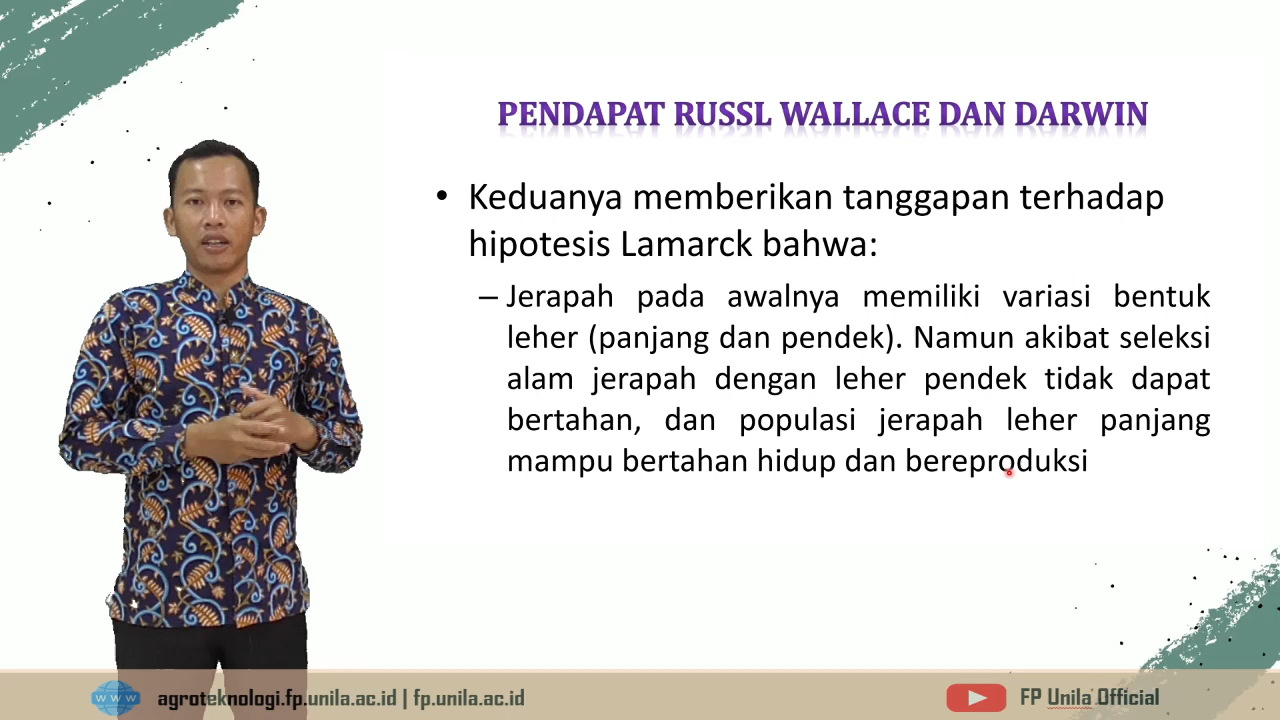 PENDAPAT RUSSL WALLACE DAN DARWIN
• Keduanya memberikan tanggapan terhadap
hipotesis Lamarck bahwa:
– Jerapah pada awalnya memiliki variasi bentuk
leher (panjang dan pendek). Namun akibat seleksi
alam jerapah dengan leher pendek tidak dapat
bertahan, dan populasi jerapah leher panjang
mampu bertahan hidup dan bereproduksi
WWW agroteknologi.fp.unila.ac.id | fp.unila.ac.id
FP Unila Official